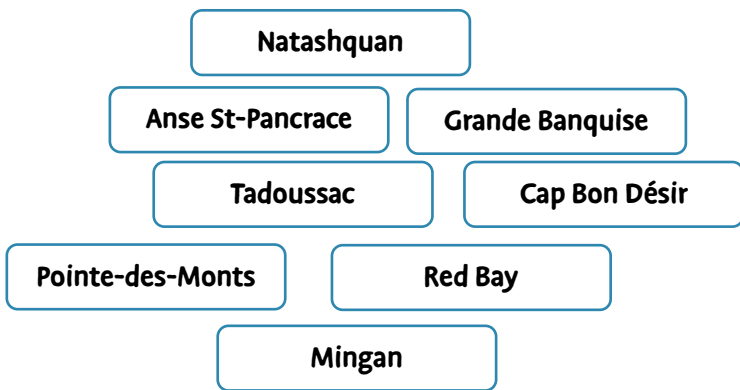 Natashquan
Anse St-Pancrace
Grande Banquise
Tadoussac
Cap Bon Désir
Pointe-des-Monts
Red Bay
Mingan